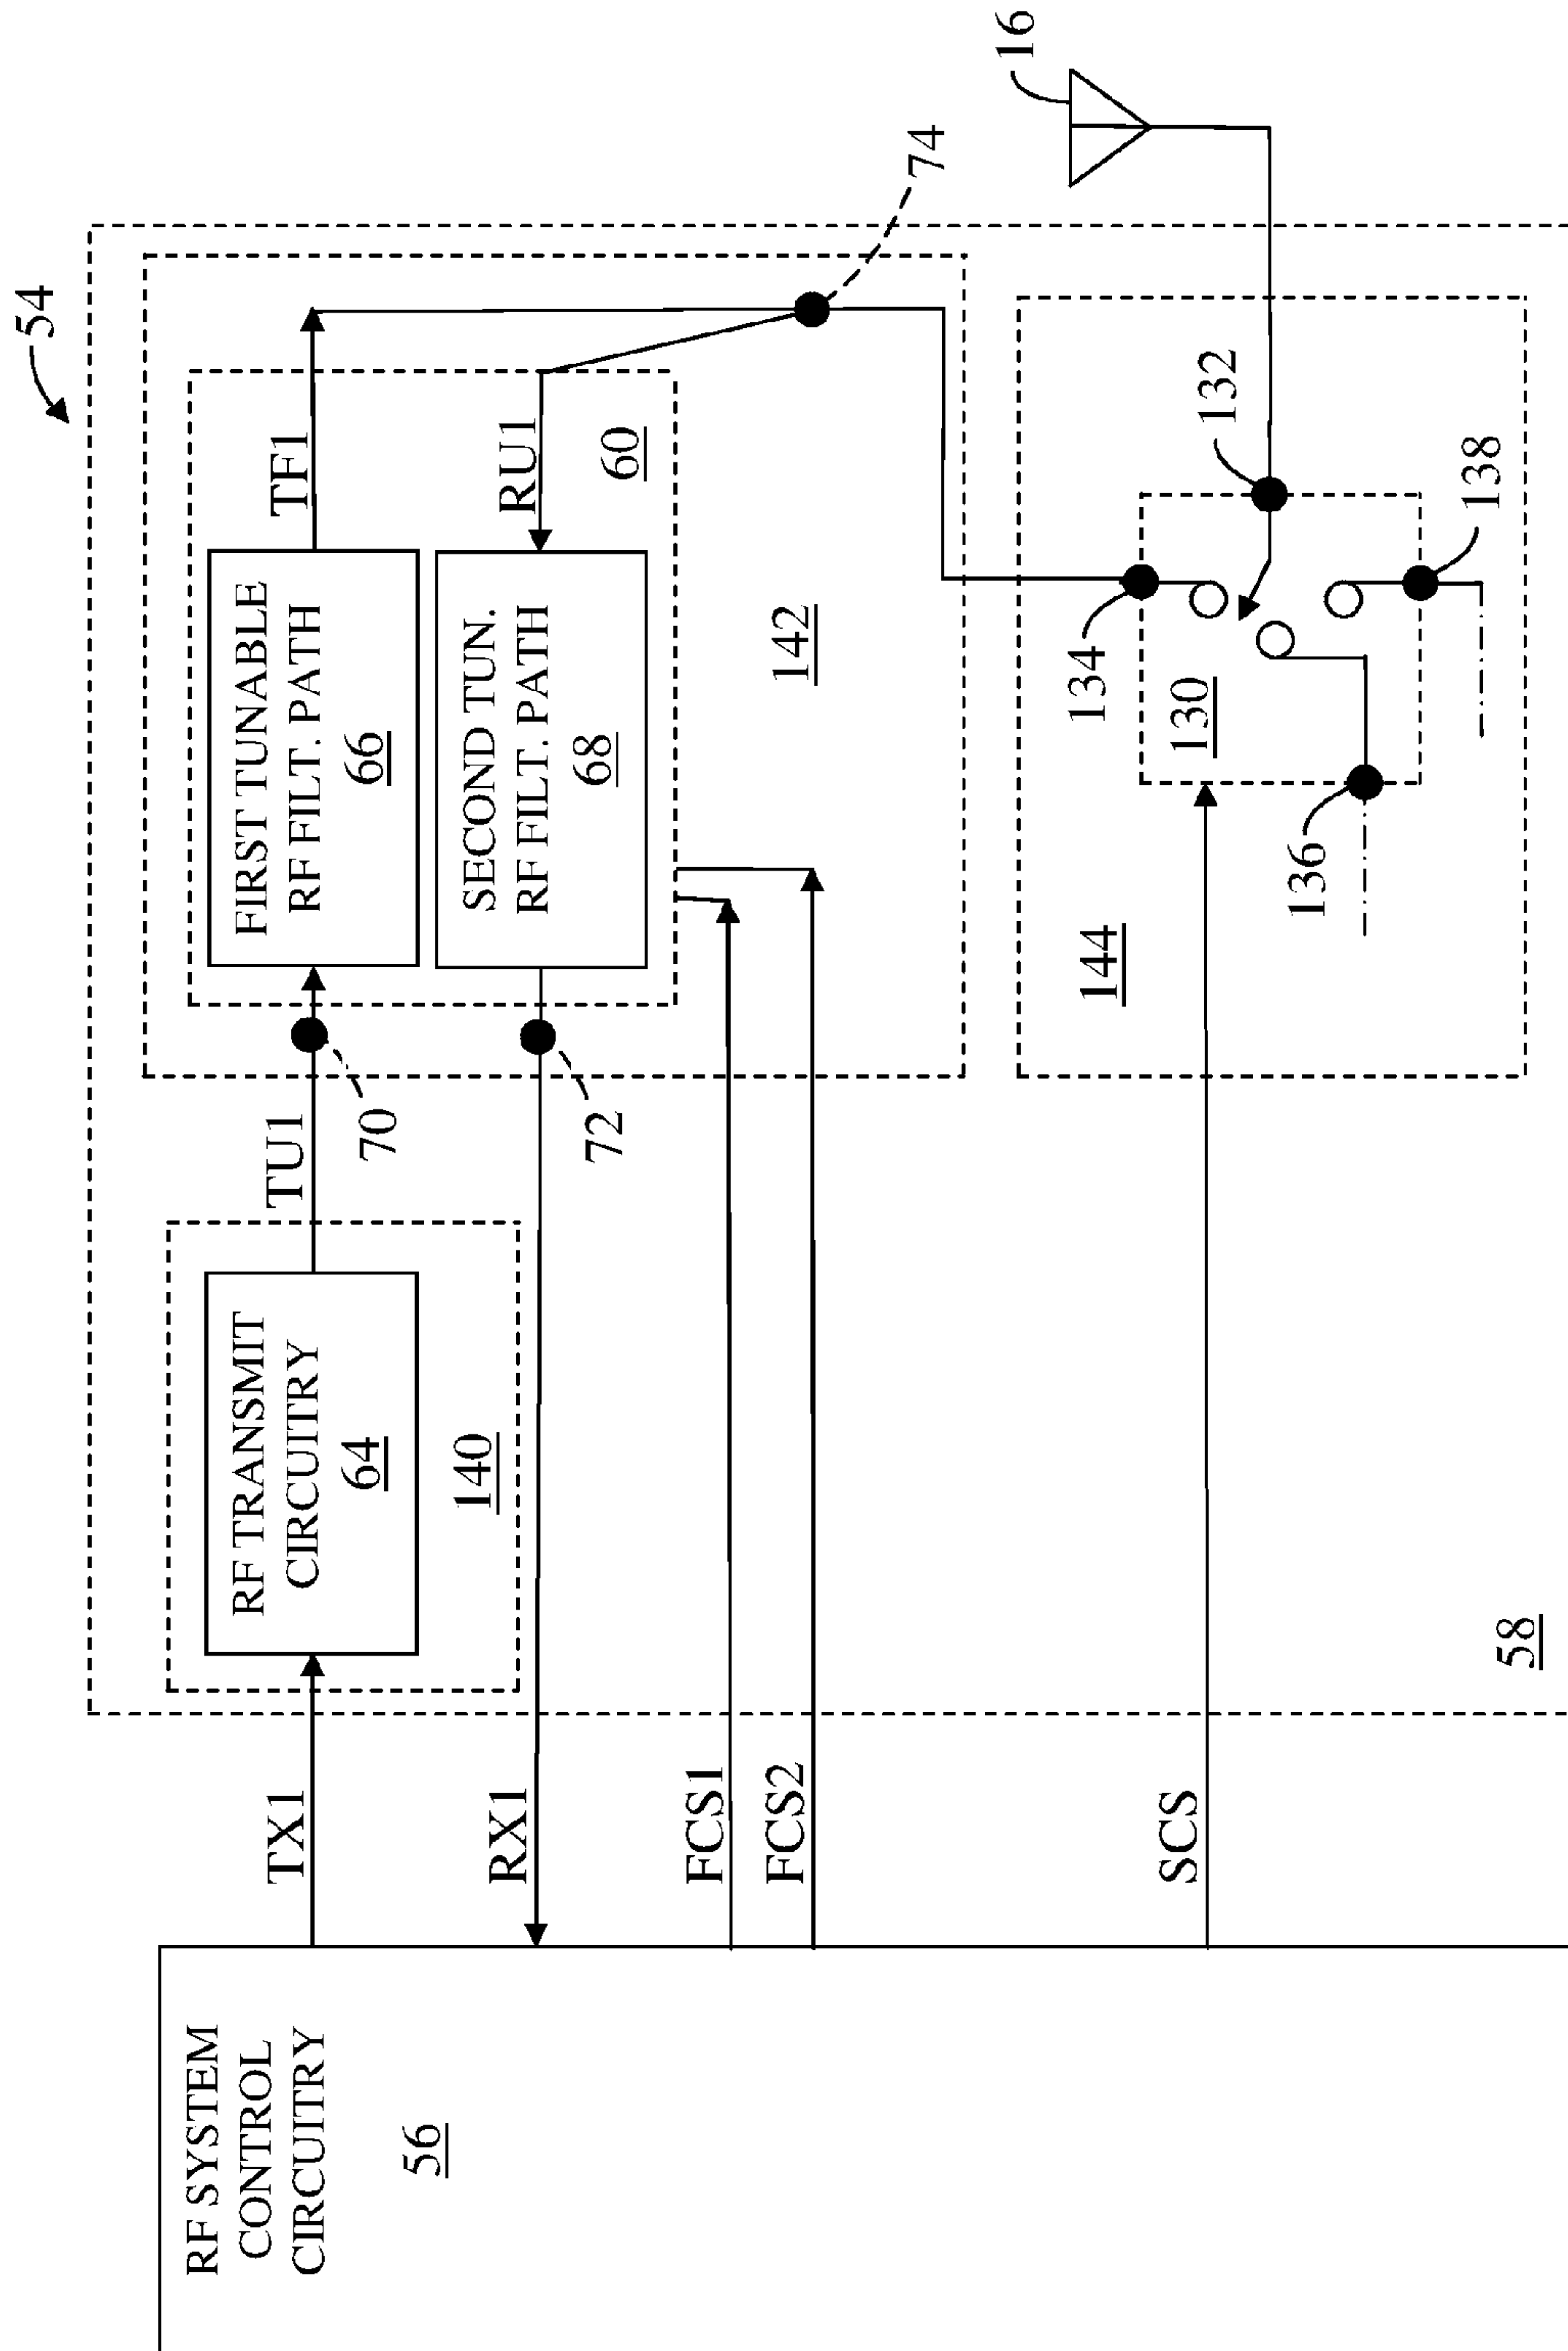 54
RF SYSTEM
CONTROL
CIRCUITRY
56
TX1
RF TRANSMIT
CIRCUITRY
64
140
TU1
70
FIRST TUNABLE
RF FILT. PATH
66
TF1
RX1
72
SECOND TUN.
RF FILT. PATH
68
RU1
60
FCS1
FCS2
142
74
16
SCS
144
134
130
132
136
138
58